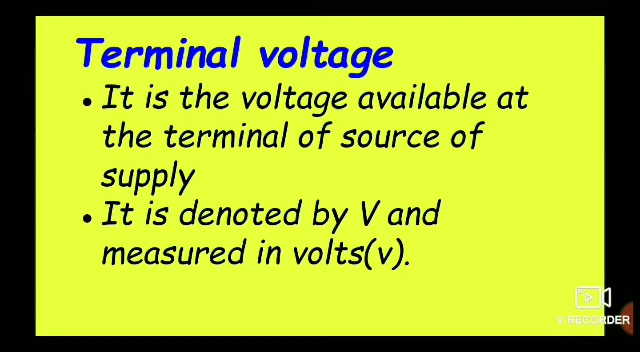 Terminal voltage
• It is the voltage available at
the terminal of source of
supply
• It is denoted by V and
measured in volts(v).
V RECORDER